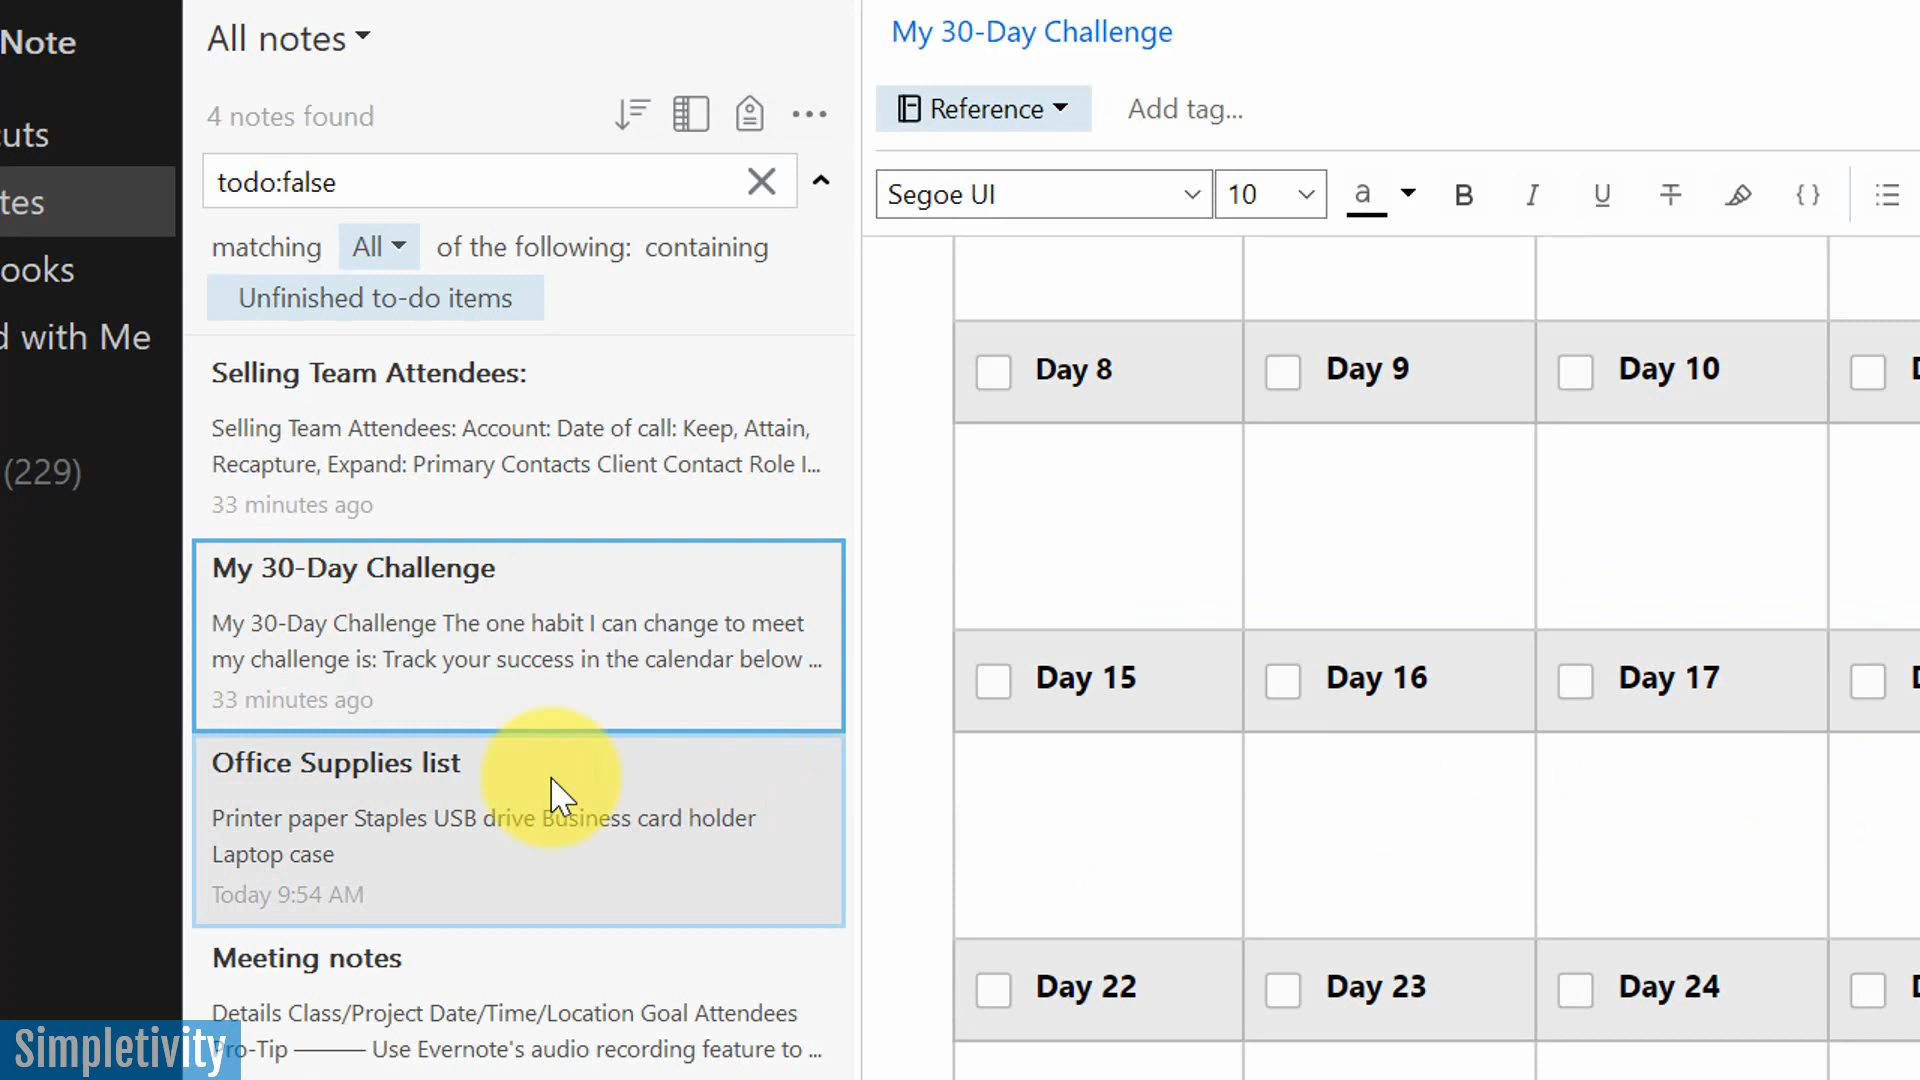 Note
cuts
tes
ooks
d with Me
(229)
All notes
4 notes found
todo:false
matching All of the following: containing
Unfinished to-do items
Selling Team Attendees:
Selling Team Attendees: Account: Date of call: Keep, Attain,
Recapture, Expand: Primary Contacts Client Contact Role I...
33 minutes ago
My 30-Day Challenge
My 30-Day Challenge The one habit I can change to meet
my challenge is: Track your success in the calendar below ...
33 minutes ago
Office Supplies list
Printer paper Staples USB drive Business card holder
Laptop case
Today 9:54 AM
Meeting notes
Details Class/Project Date/Time/Location Goal Attendees
Pro-Tip ——— Use Evernote's audio recording feature to ...
Simpletivity
My 30-Day Challenge
Reference Add tag...
Segoe UI 10 a B I U T {}
Day 8 Day 9 Day 10
Day 15 Day 16 Day 17
Day 22 Day 23 Day 24